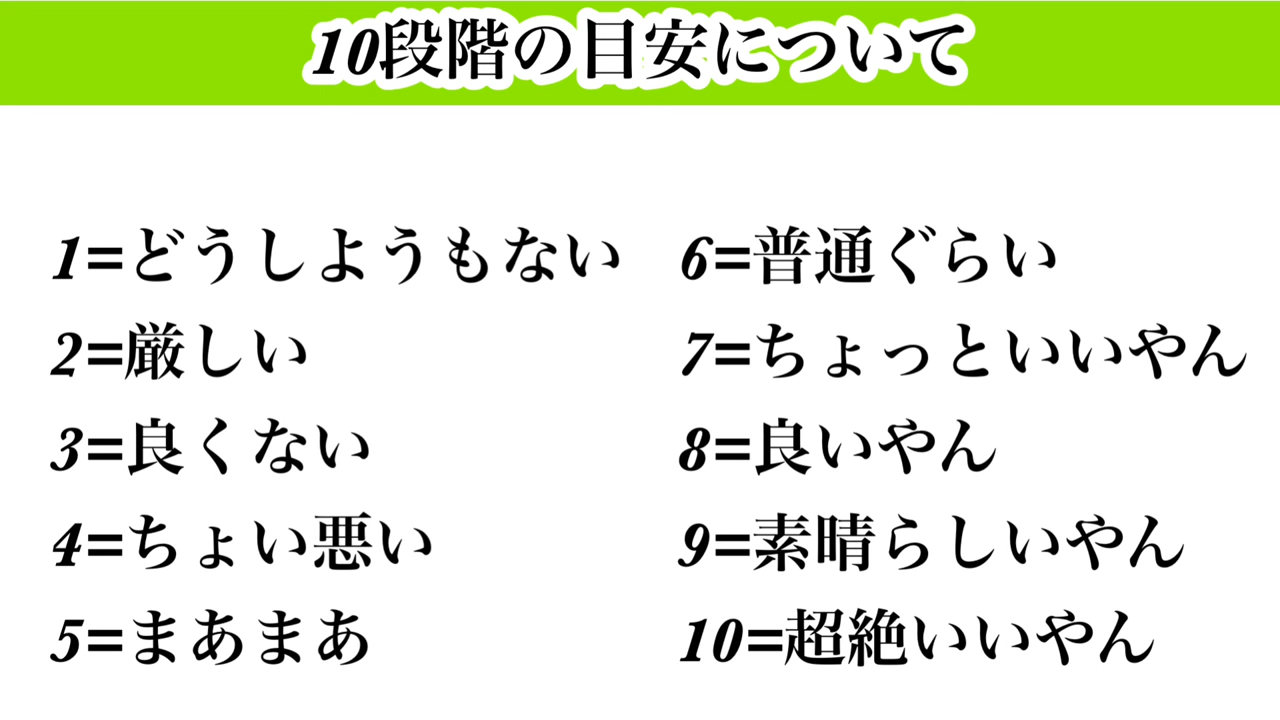 10段階の目安について
1=どうしようもない
2=厳しい
3=良くない
4=ちょい悪い
5=まあまあ
6=普通ぐらい
7=ちょっといいやん
8=良いやん
9=素晴らしいやん
10=超絶いいやん